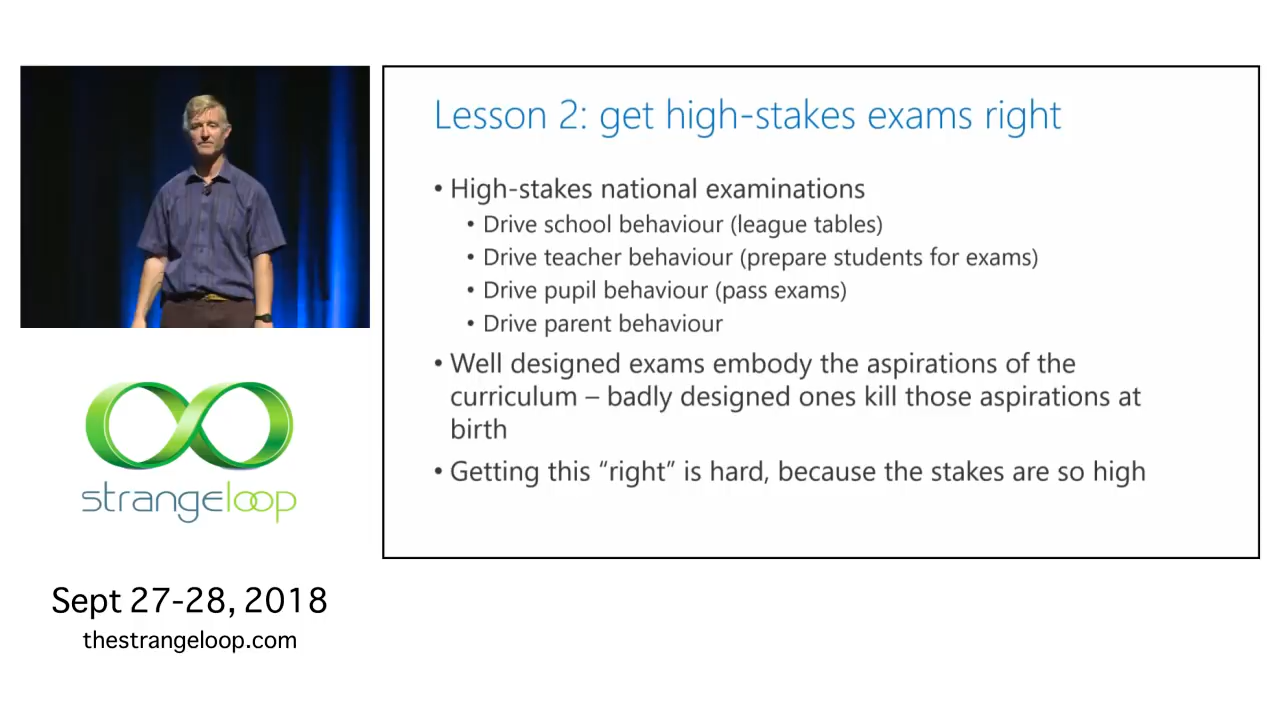 Lesson 2: get high-stakes exams right
• High-stakes national examinations
• Drive school behaviour (league tables)
• Drive teacher behaviour (prepare students for exams)
• Drive pupil behaviour (pass exams)
• Drive parent behaviour
• Well designed exams embody the aspirations of the
curriculum – badly designed ones kill those aspirations at
birth
• Getting this “right” is hard, because the stakes are so high
strangeloop
Sept 27-28, 2018
thestrangeloop.com